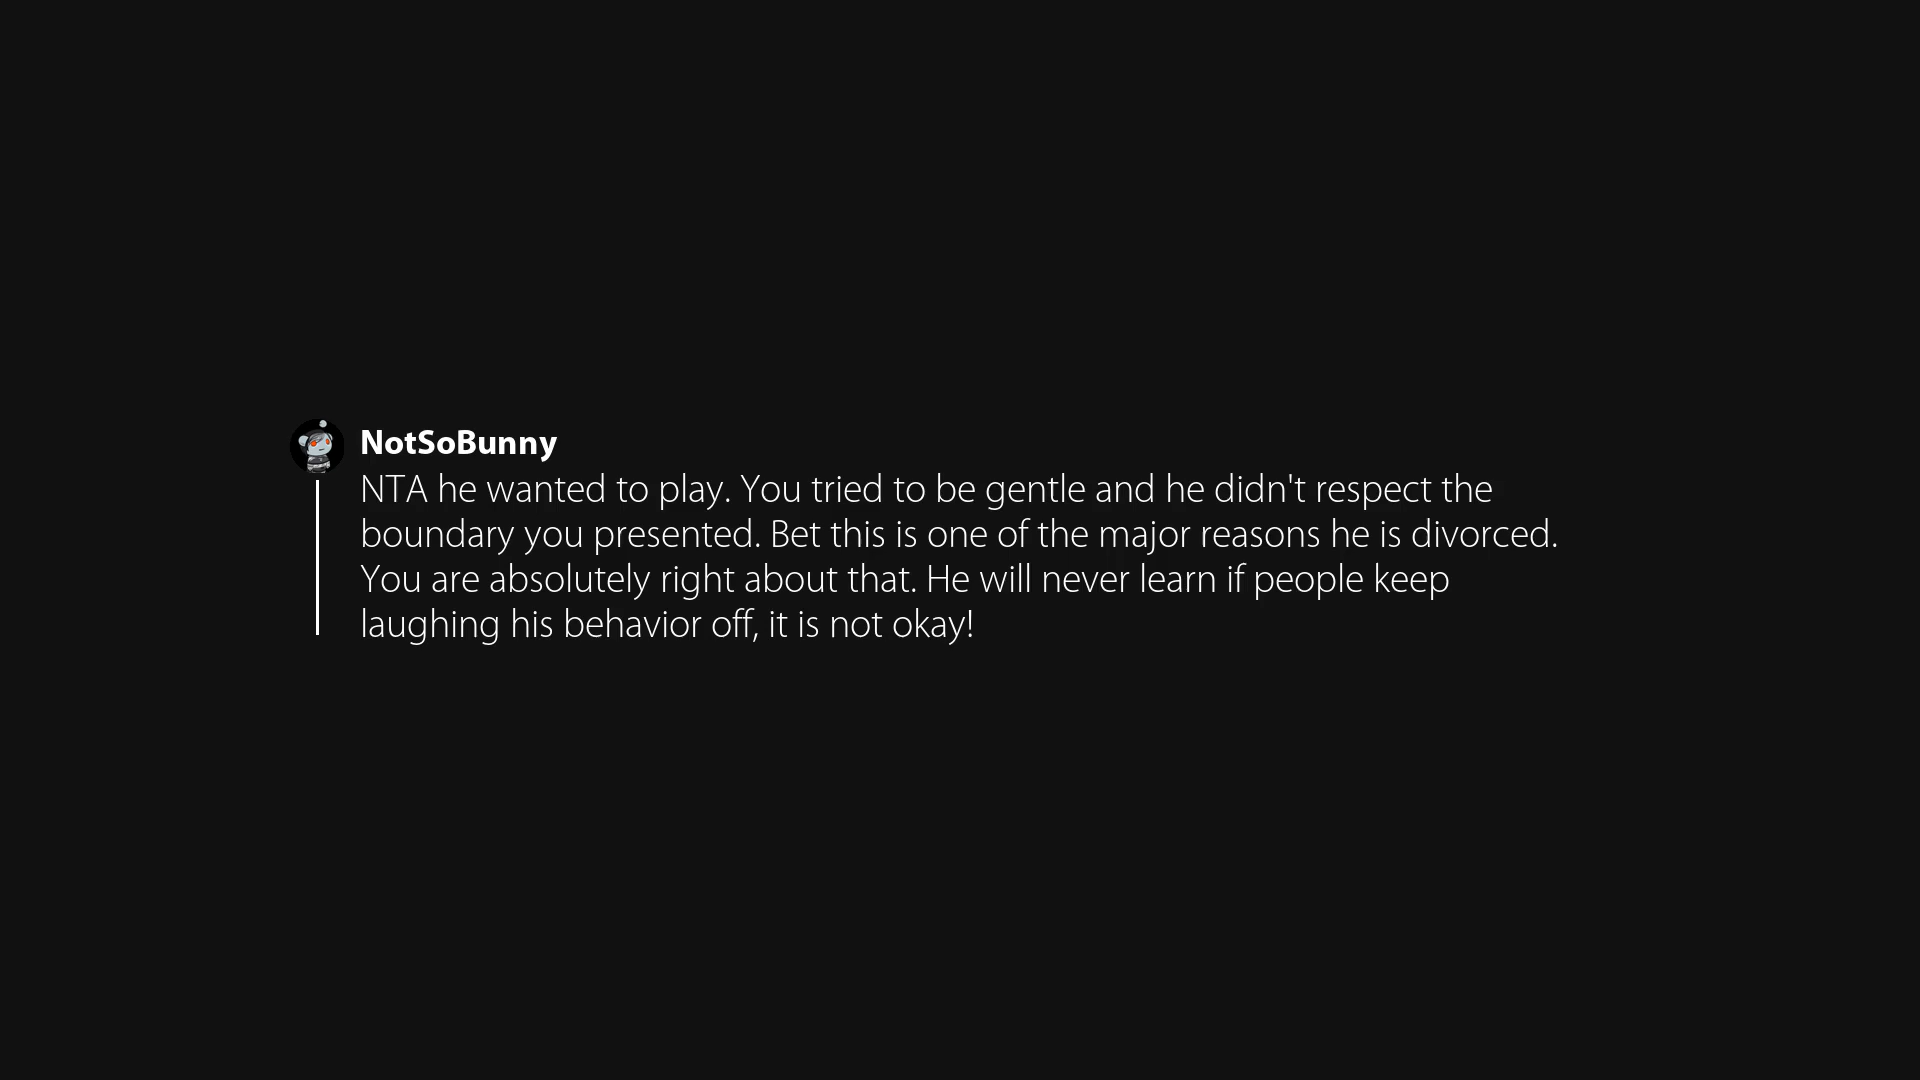 NotSoBunny
NTA he wanted to play. You tried to be gentle and he didn't respect the
boundary you presented. Bet this is one of the major reasons he is divorced.
You are absolutely right about that. He will never learn if people keep
laughing his behavior off, it is not okay!